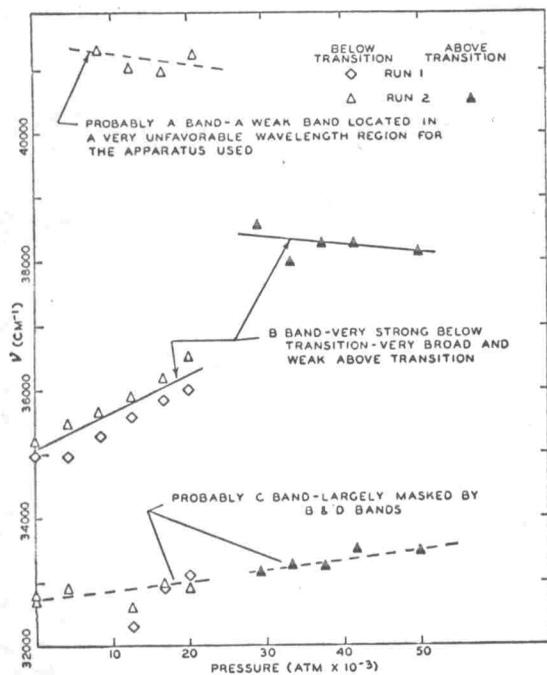 BELOW TRANSITION
ABOVE TRANSITION
RUN 1
RUN 2
PROBABLY A BAND-A WEAK BAND LOCATED IN
A VERY UNFAVORABLE WAVELENGTH REGION FOR
THE APPARATUS USED
40000
38000
B BAND-VERY STRONG BELOW
TRANSITION-VERY BROAD AND
WEAK ABOVE TRANSITION
ν (CM⁻¹)
36000
PROBABLY C BAND-LARGELY MASKED BY
B & D BANDS
33000
32000
0 10 20 30 40 50
PRESSURE (ATM × 10⁻³)